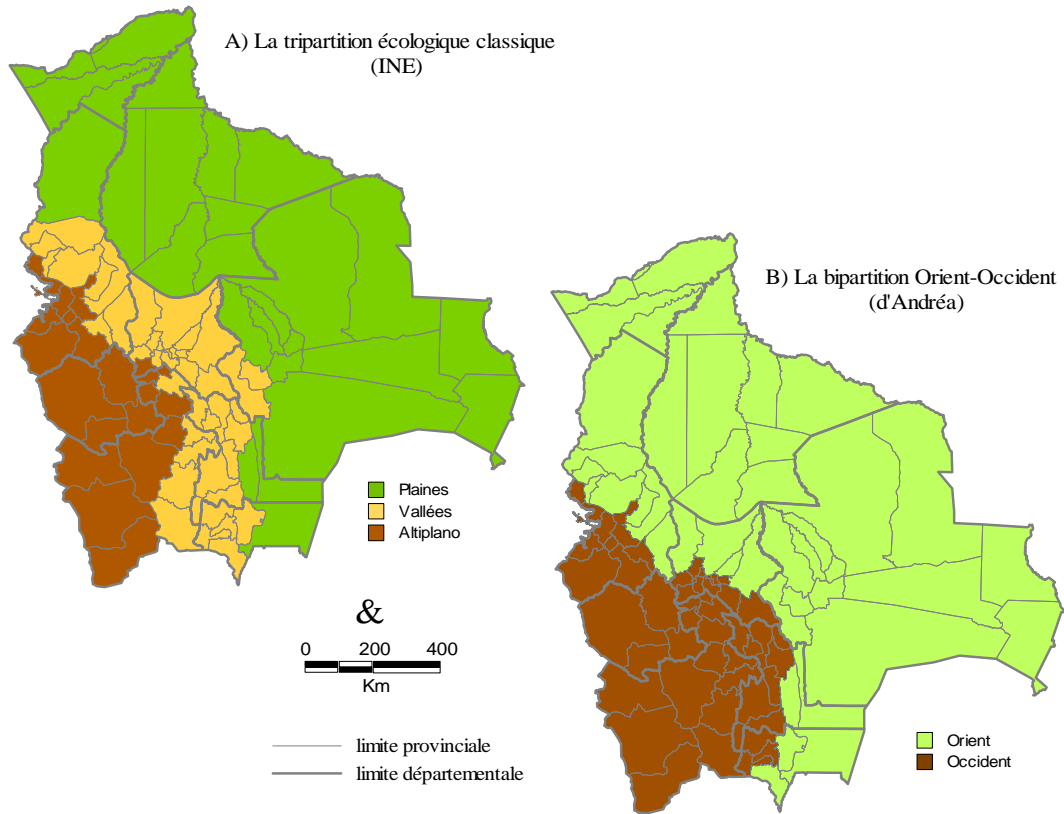 A) La tripartition écologique classique
(INE)
B) La bipartition Orient-Occident
(d'Andréa)
Plaines
Vallées
Altiplano
&
0 200 400
Km
limite provinciale
limite départementale
Orient
Occident